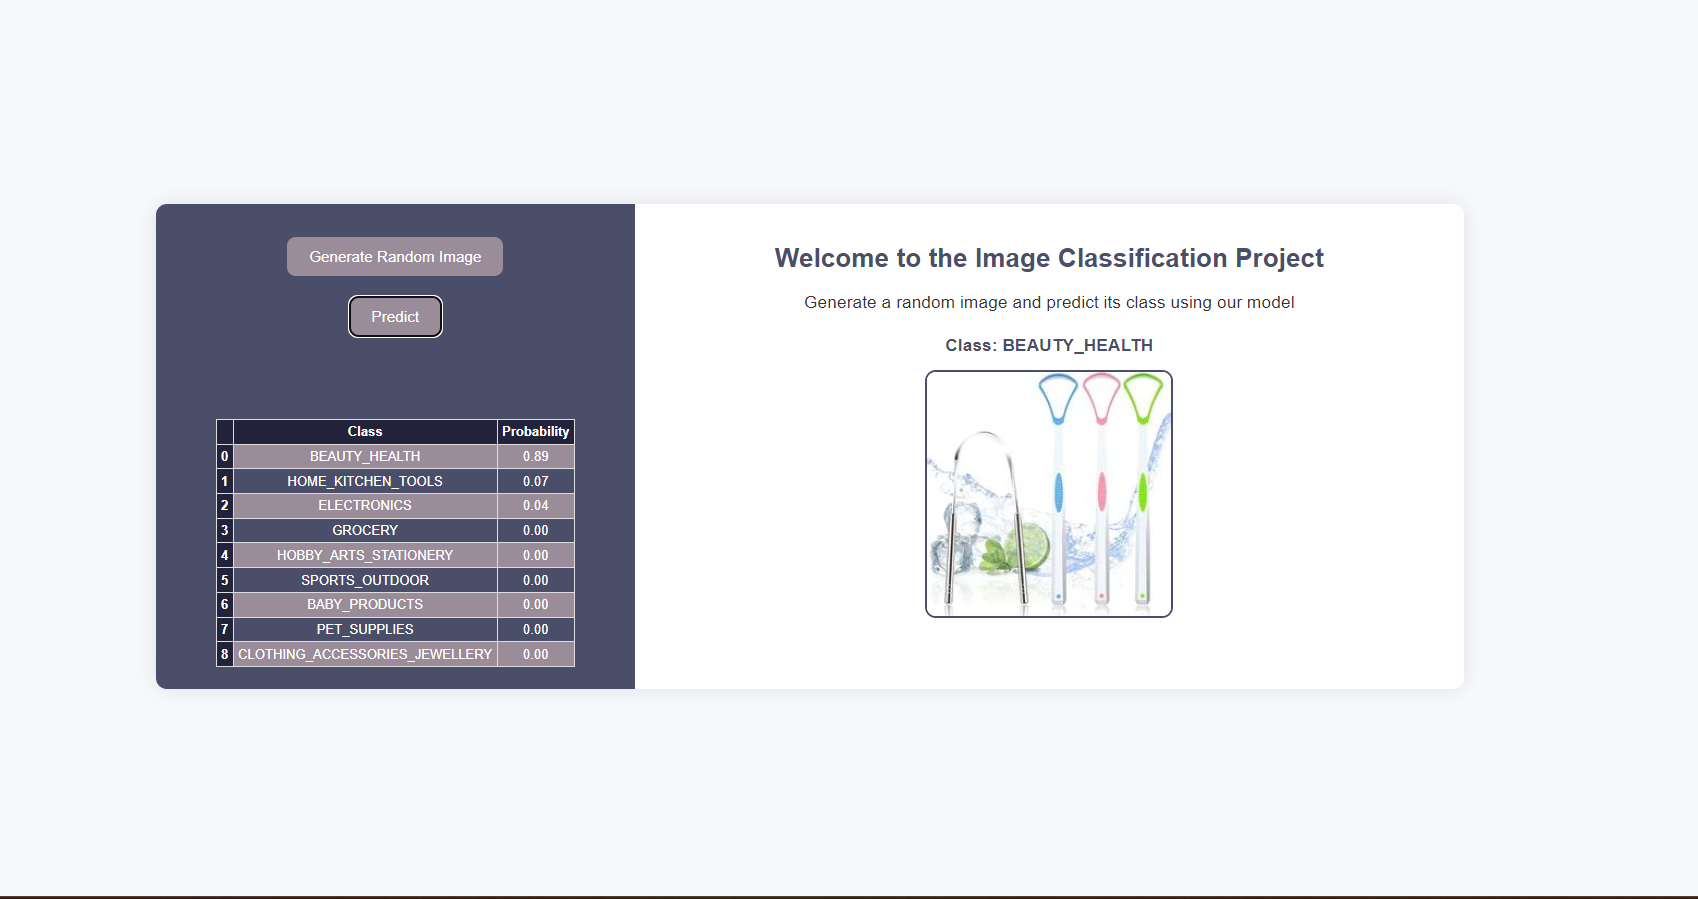 Generate Random Image
Predict
Class Probability
0 BEAUTY_HEALTH 0.89
1 HOME_KITCHEN_TOOLS 0.07
2 ELECTRONICS 0.04
3 GROCERY 0.00
4 HOBBY_ARTS_STATIONERY 0.00
5 SPORTS_OUTDOOR 0.00
6 BABY_PRODUCTS 0.00
7 PET_SUPPLIES 0.00
8 CLOTHING_ACCESSORIES_JEWELLERY 0.00
Welcome to the Image Classification Project
Generate a random image and predict its class using our model
Class: BEAUTY_HEALTH